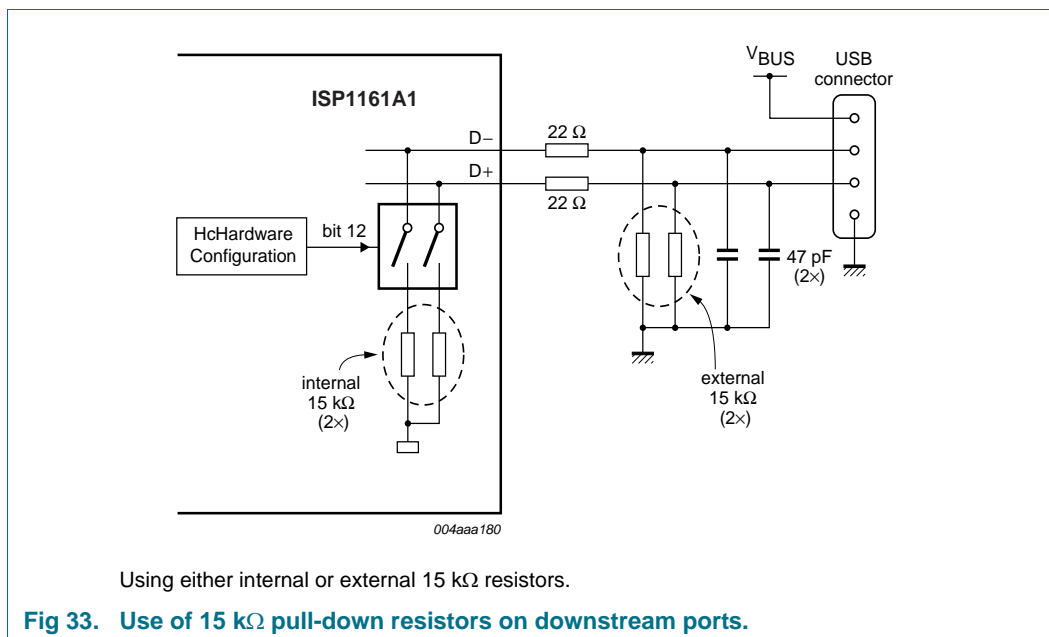 ISP1161A1
V BUS
USB
connector
D−
22 Ω
D+
22 Ω
HcHardware
Configuration
bit 12
47 pF
(2×)
internal
15 kΩ
(2×)
external
15 kΩ
(2×)
004aaa180
Using either internal or external 15 kΩ resistors.
Fig 33. Use of 15 kΩ pull-down resistors on downstream ports.